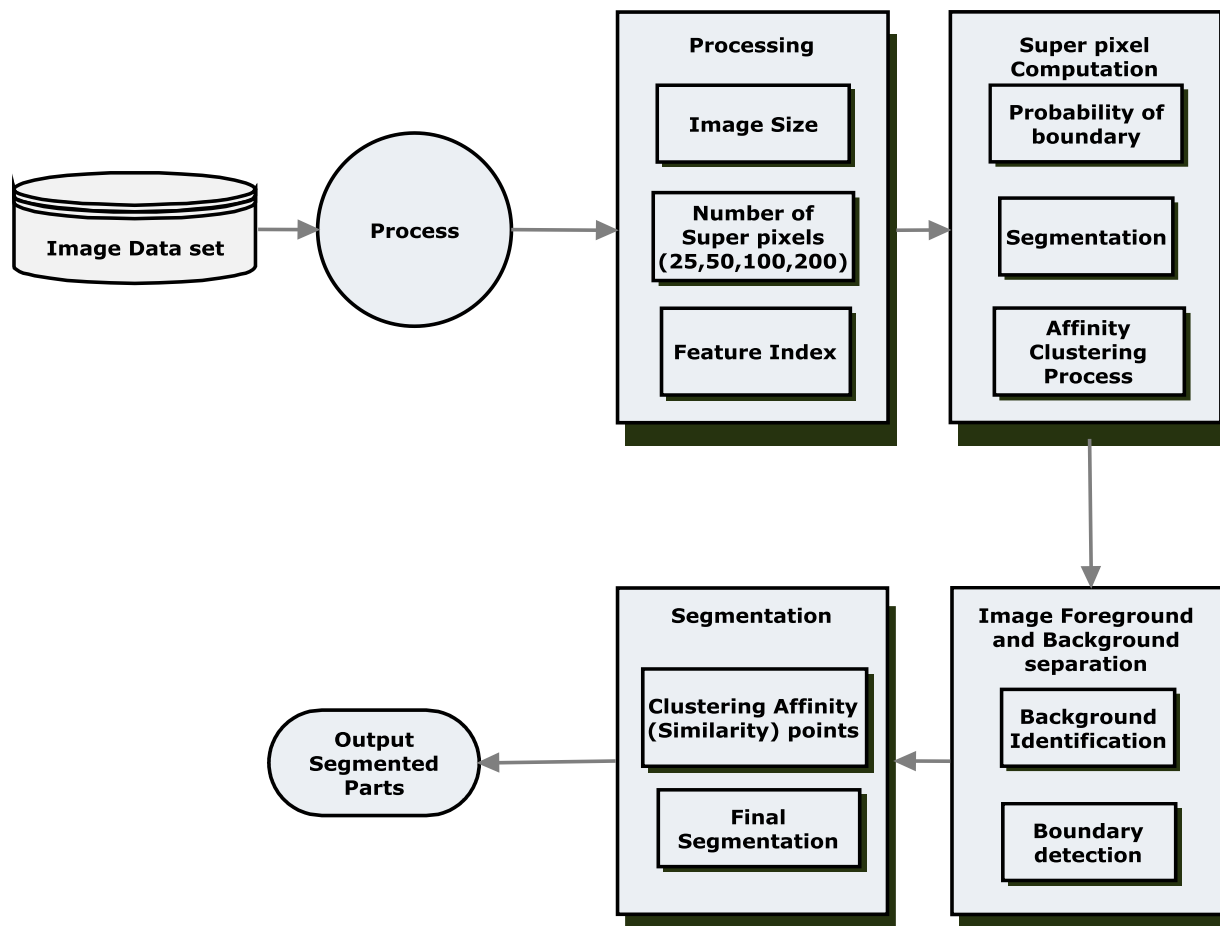 Image Data set
Process
Processing
Image Size
Number of
Super pixels
(25,50,100,200)
Feature Index
Super pixel
Computation
Probability of
boundary
Segmentation
Affinity
Clustering
Process
Image Foreground
and Background
separation
Background
Identification
Boundary
detection
Segmentation
Clustering Affinity
(Similarity) points
Final
Segmentation
Output
Segmented
Parts